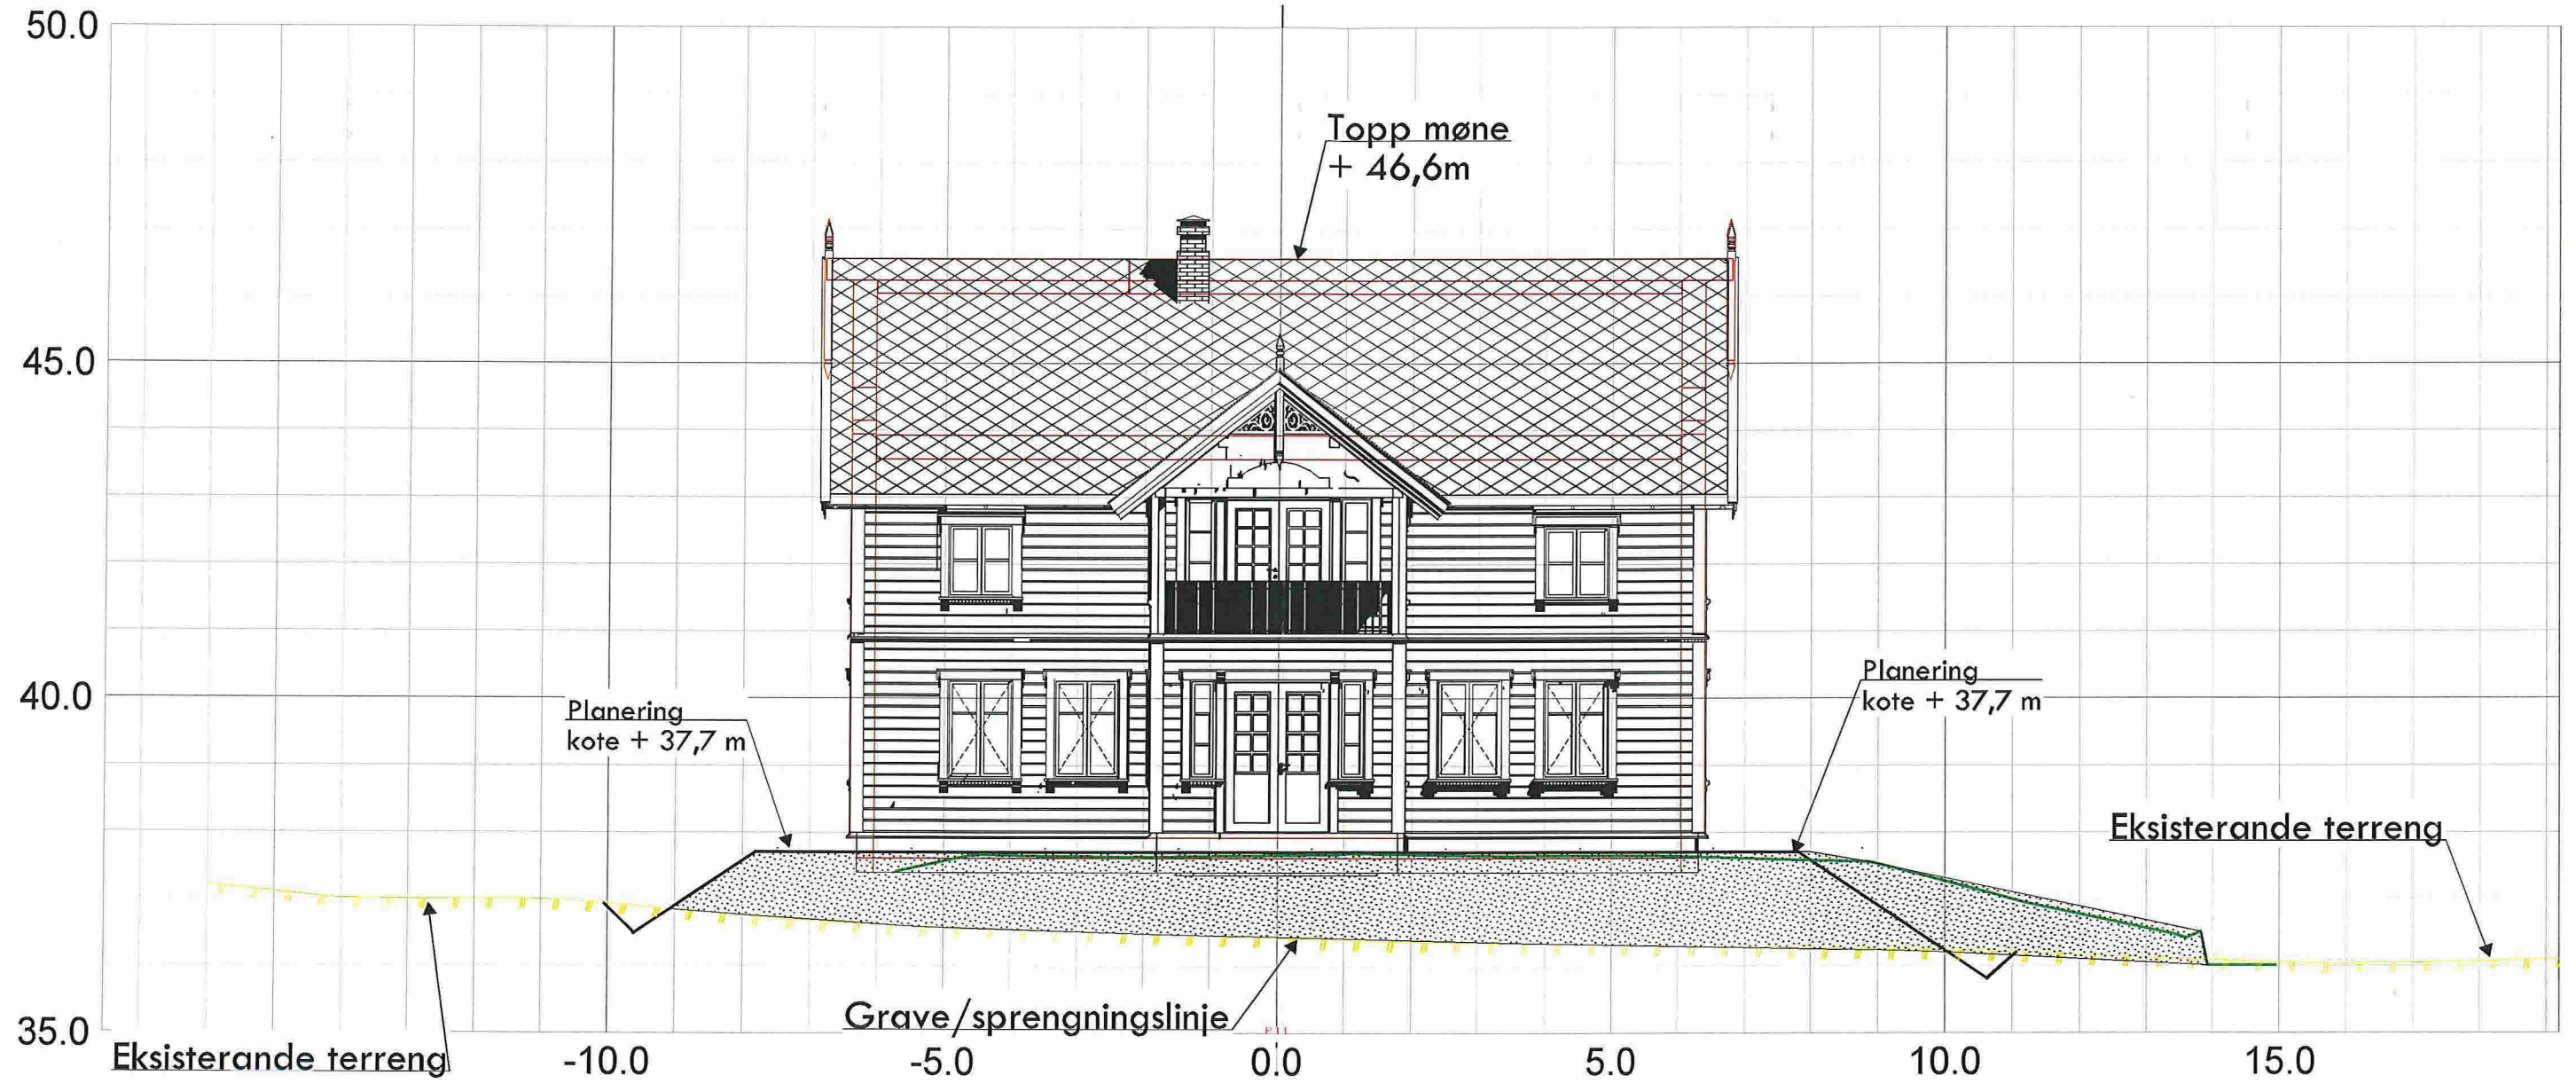 50.0
Topp møne
+ 46,6m
45.0
40.0
Planering
kote + 37,7 m
Planering
kote + 37,7 m
Eksisterande terreng
Grave/sprengningslinje
35.0
P11
Eksisterande terreng
-10.0
-5.0
0.0
5.0
10.0
15.0